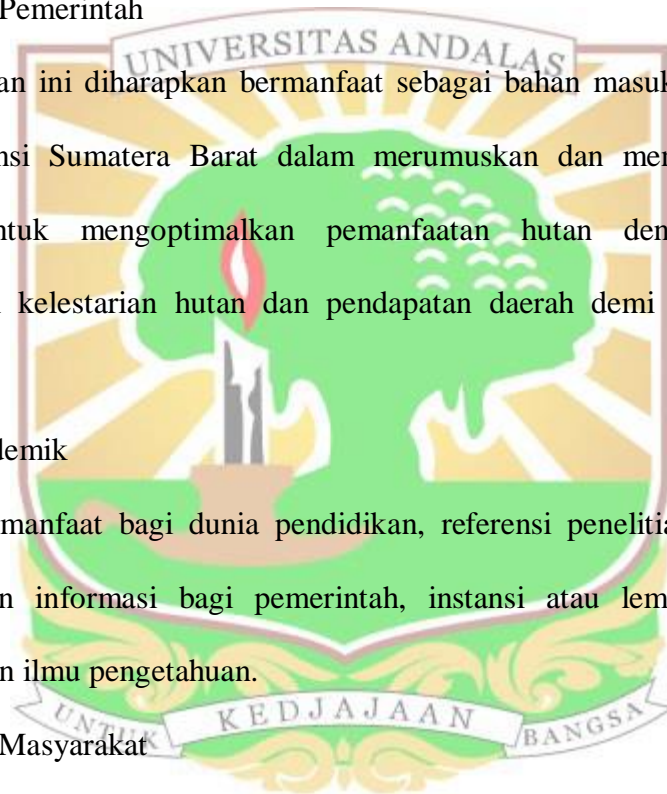 Pemerintah
UNIVERSITAS ANDALAS
an ini diharapkan bermanfaat sebagai bahan masuk
nsi Sumatera Barat dalam merumuskan dan mer
ntuk mengoptimalkan pemanfaatan hutan den
kelestarian hutan dan pendapatan daerah demi
demik
manfaat bagi dunia pendidikan, referensi penelitia
n informasi bagi pemerintah, instansi atau lem
n ilmu pengetahuan.
UNTUK KEDJAJAAN BANGSA
Masyarakat